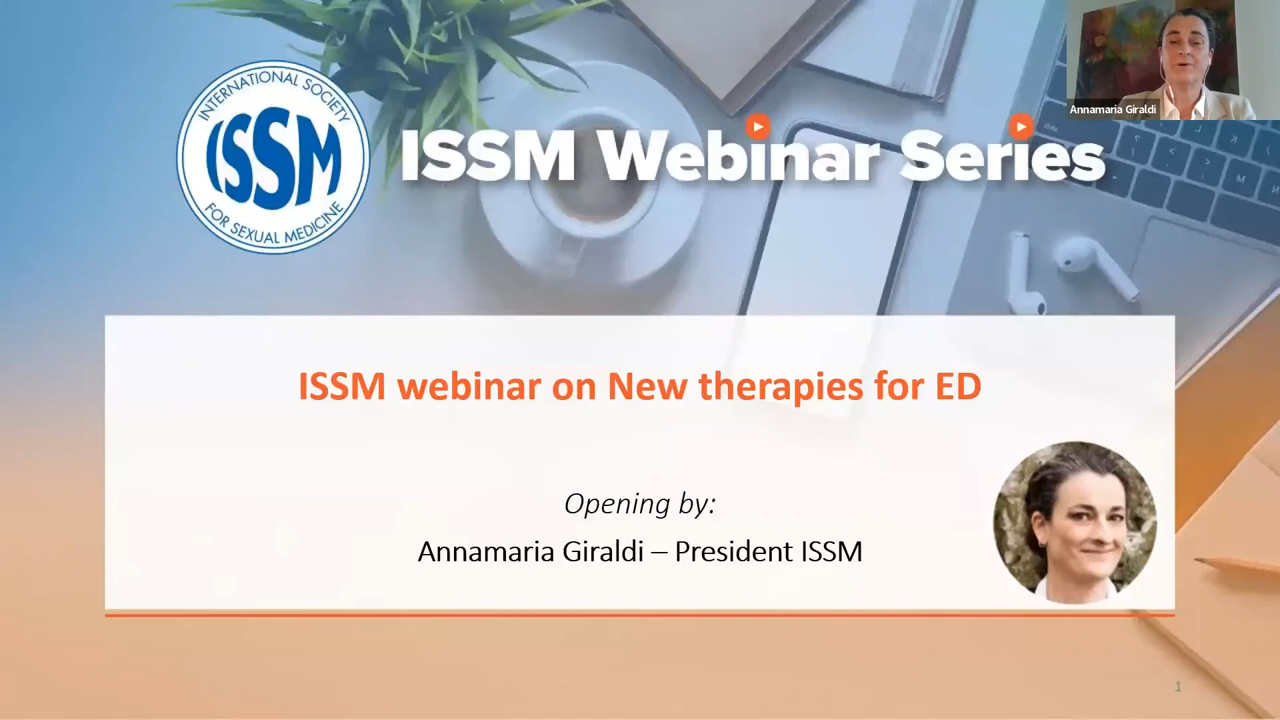 INTERNATIONAL SOCIETY
ISSM
FOR SEXUAL MEDICINE
ISSM Webinar Series
Annamaria Giraldi
ISSM webinar on New therapies for ED
Opening by:
Annamaria Giraldi – President ISSM
1